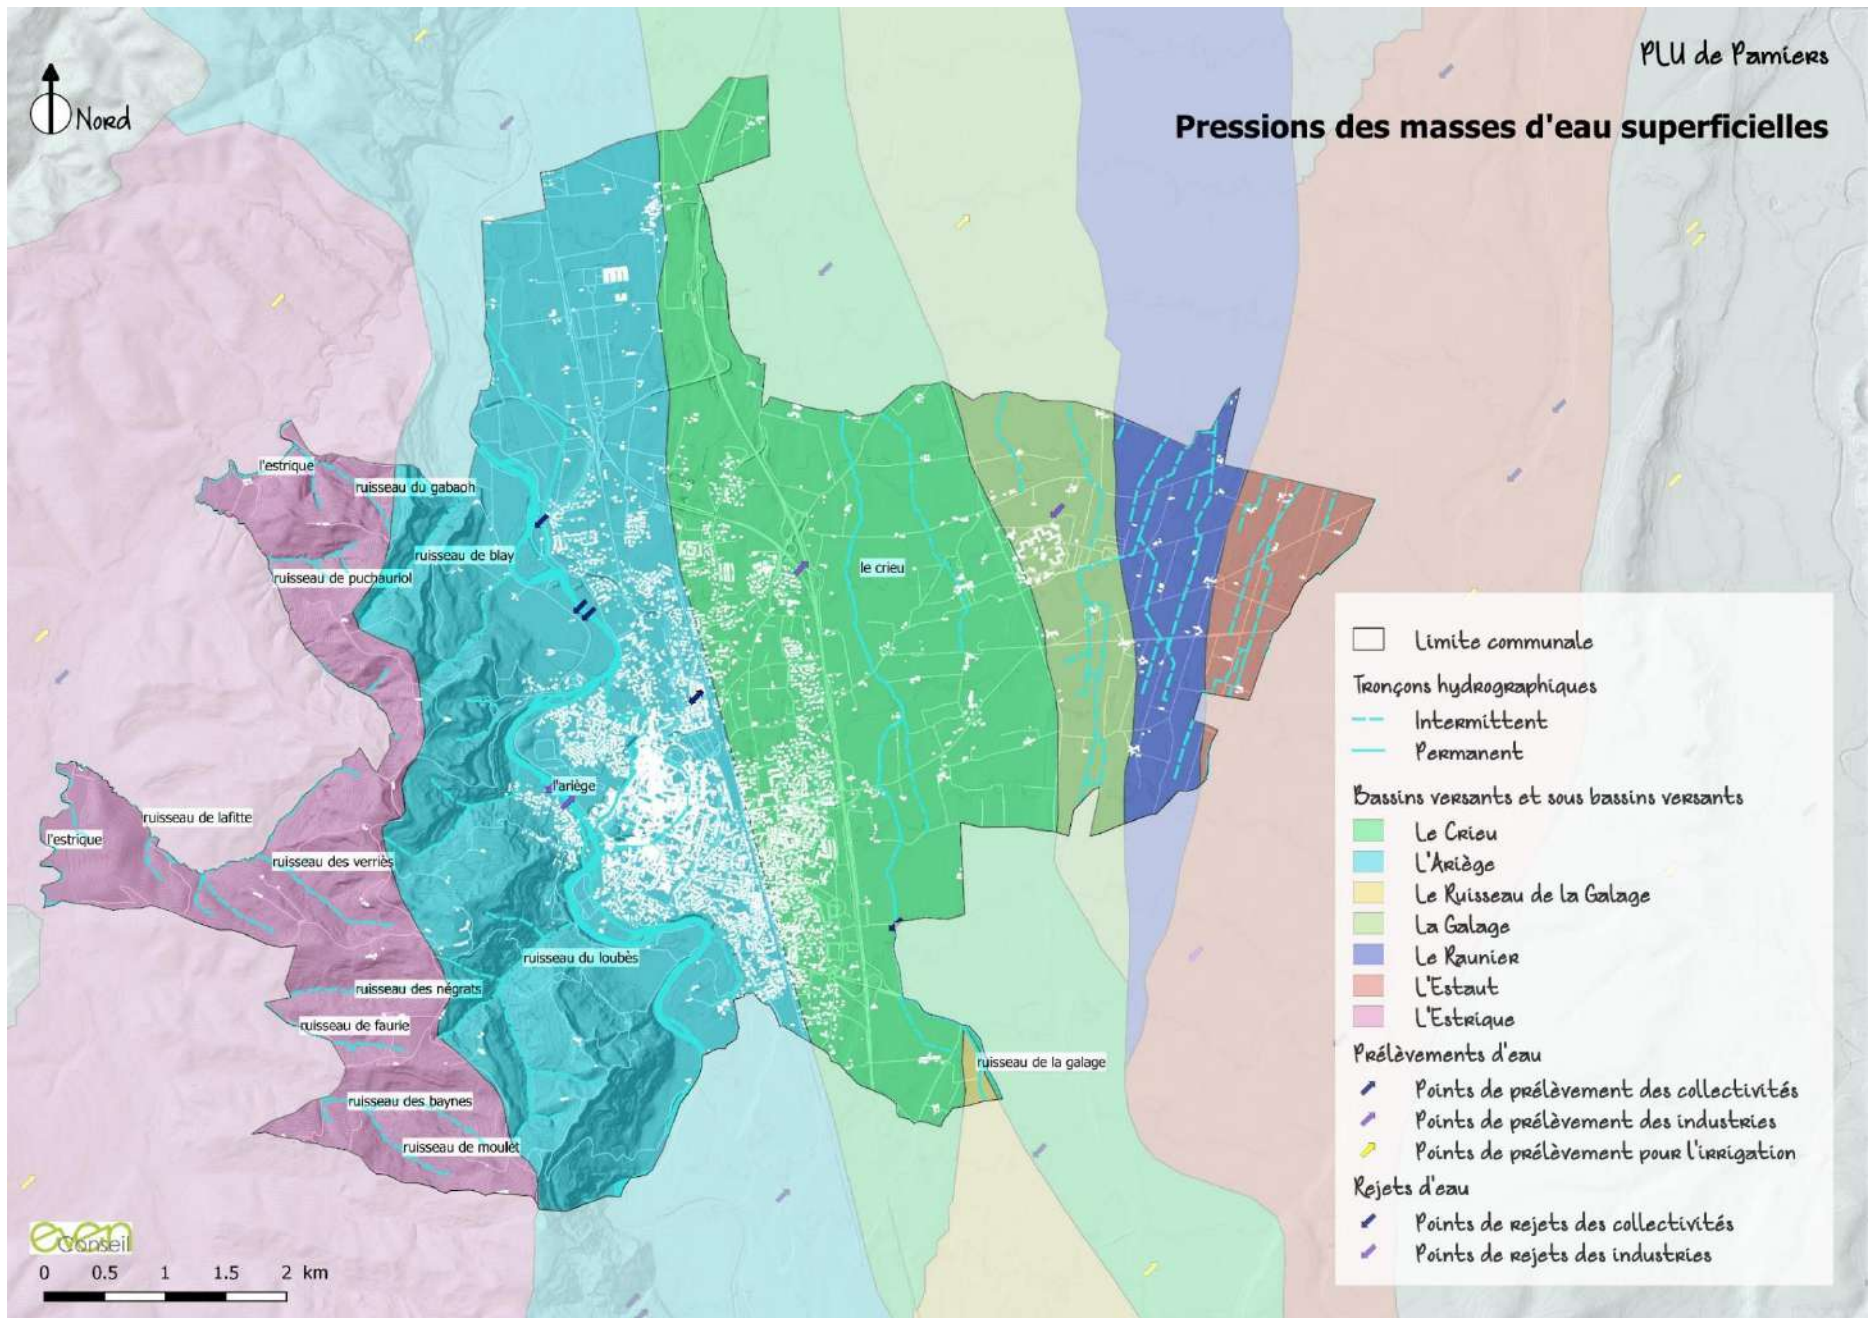 PLU de Pamiers
Pressions des masses d'eau superficielles
Nord
l'estrique
ruisseau du gabach
ruisseau de blay
ruisseau de puchauriol
le crieu
l'ariège
ruisseau de lafitte
l'estrique
ruisseau des verriès
ruisseau du loubès
ruisseau des négrats
ruisseau de faurie
ruisseau de la galage
ruisseau des baynes
ruisseau de moulet
Limite communale
Tronçons hydrographiques
Intermittent
Permanent
Bassins versants et sous bassins versants
Le Crieu
L'Ariège
Le Ruisseau de la Galage
La Galage
Le Raunier
L'Estaut
L'Estrique
Prélèvements d'eau
Points de prélèvement des collectivités
Points de prélèvement des industries
Points de prélèvement pour l'irrigation
Rejets d'eau
Points de rejets des collectivités
Points de rejets des industries
even
Conseil
0 0.5 1 1.5 2 km